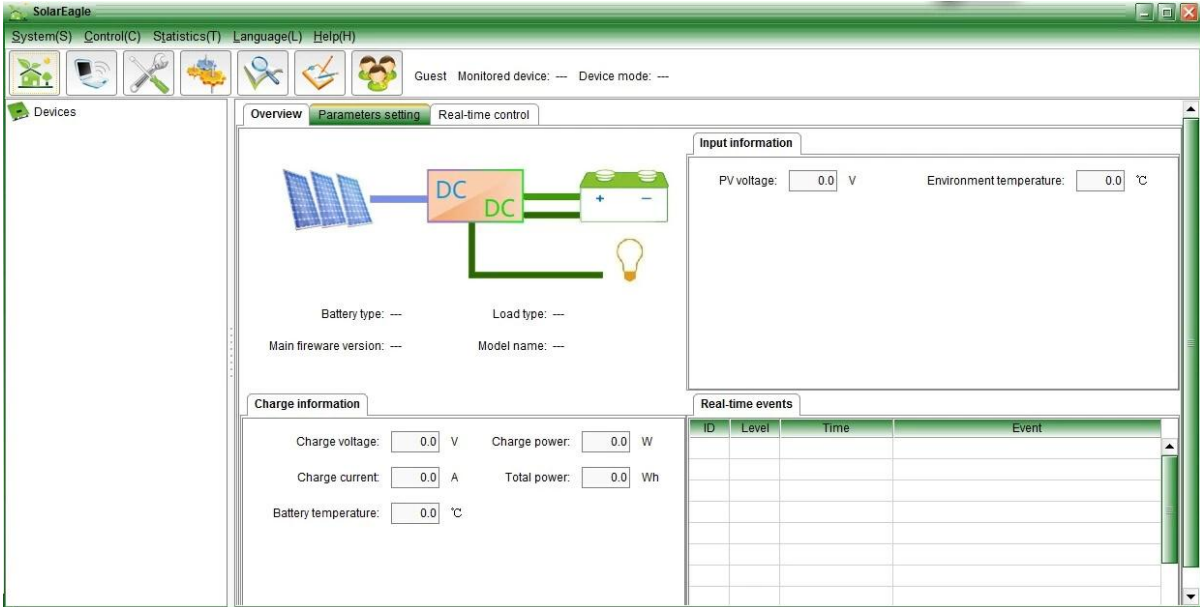 SolarEagle
System(S) Control(C) Statistics(T) Language(L) Help(H)
Guest Monitored device: --- Device mode: ---
Devices
Overview Parameters setting Real-time control
DC
DC
+ −
Battery type: --- Load type: ---
Main fireware version: --- Model name: ---
Input information
PV voltage: 0.0 V Environment temperature: 0.0 ℃
Charge information
Charge voltage: 0.0 V Charge power: 0.0 W
Charge current: 0.0 A Total power: 0.0 Wh
Battery temperature: 0.0 ℃
Real-time events
ID Level Time Event